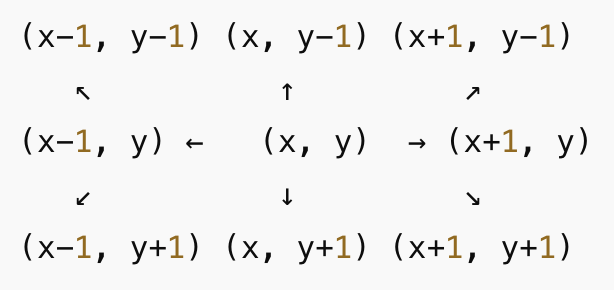 (x−1, y−1) (x, y−1) (x+1, y−1)
↖ ↑ ↗
(x−1, y) ← (x, y) → (x+1, y)
↙ ↓ ↘
(x−1, y+1) (x, y+1) (x+1, y+1)